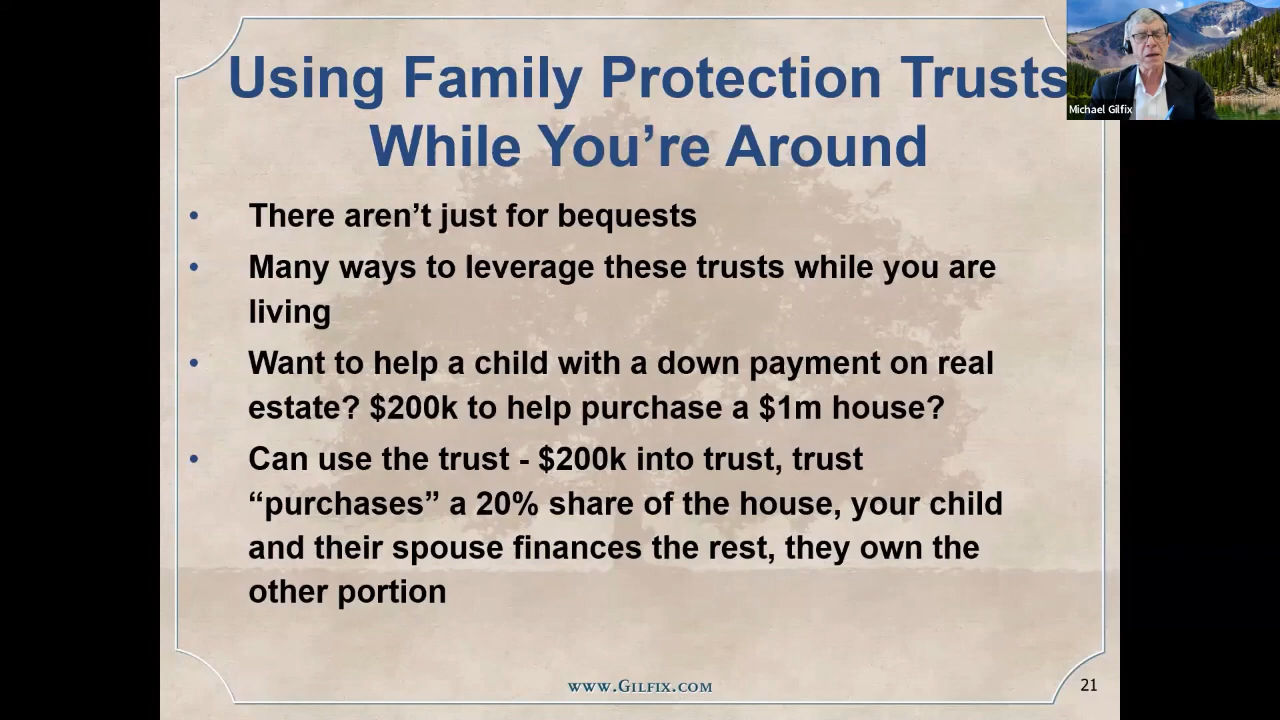 Using Family Protection Trusts
While You’re Around
Michael Gilfix
• There aren’t just for bequests
• Many ways to leverage these trusts while you are
living
• Want to help a child with a down payment on real
estate? $200k to help purchase a $1m house?
• Can use the trust - $200k into trust, trust
“purchases” a 20% share of the house, your child
and their spouse finances the rest, they own the
other portion
www.Gilfix.com
21